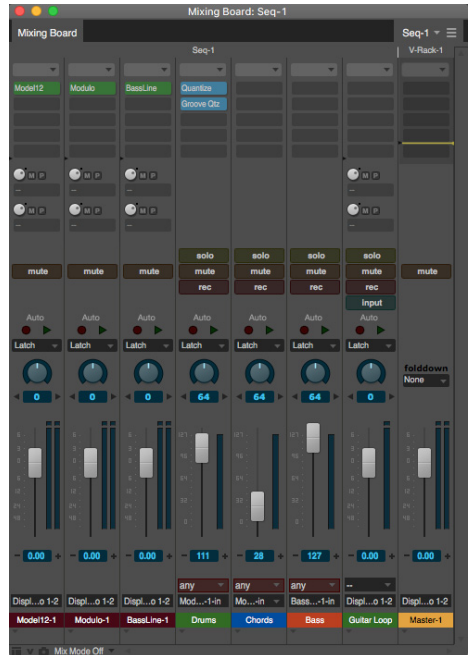 Mixing Board: Seq-1
Mixing Board Seq-1
Seq-1 V-Rack-1
Model12 Modulo BassLine Quantize
Groove Qtz
M P M P M P M P
-- -- -- --
M P M P M P M P
-- -- -- --
solo solo solo solo
mute mute mute mute mute mute mute mute
rec rec rec rec
input
Auto Auto Auto Auto Auto Auto Auto
Latch Latch Latch Latch Latch Latch Latch
folddown
None
0 0 0 64 64 64 0
- 0.00 + - 0.00 + - 0.00 + - 111 + - 28 + - 127 + - 0.00 + - 0.00 +
any any any --
Displ...o 1-2 Displ...o 1-2 Displ...o 1-2 Mod...-1-in Mo...-in Bass...-1-in Displ...o 1-2 Displ...o 1-2
Model12-1 Modulo-1 BassLine-1 Drums Chords Bass Guitar Loop Master-1
Mix Mode Off